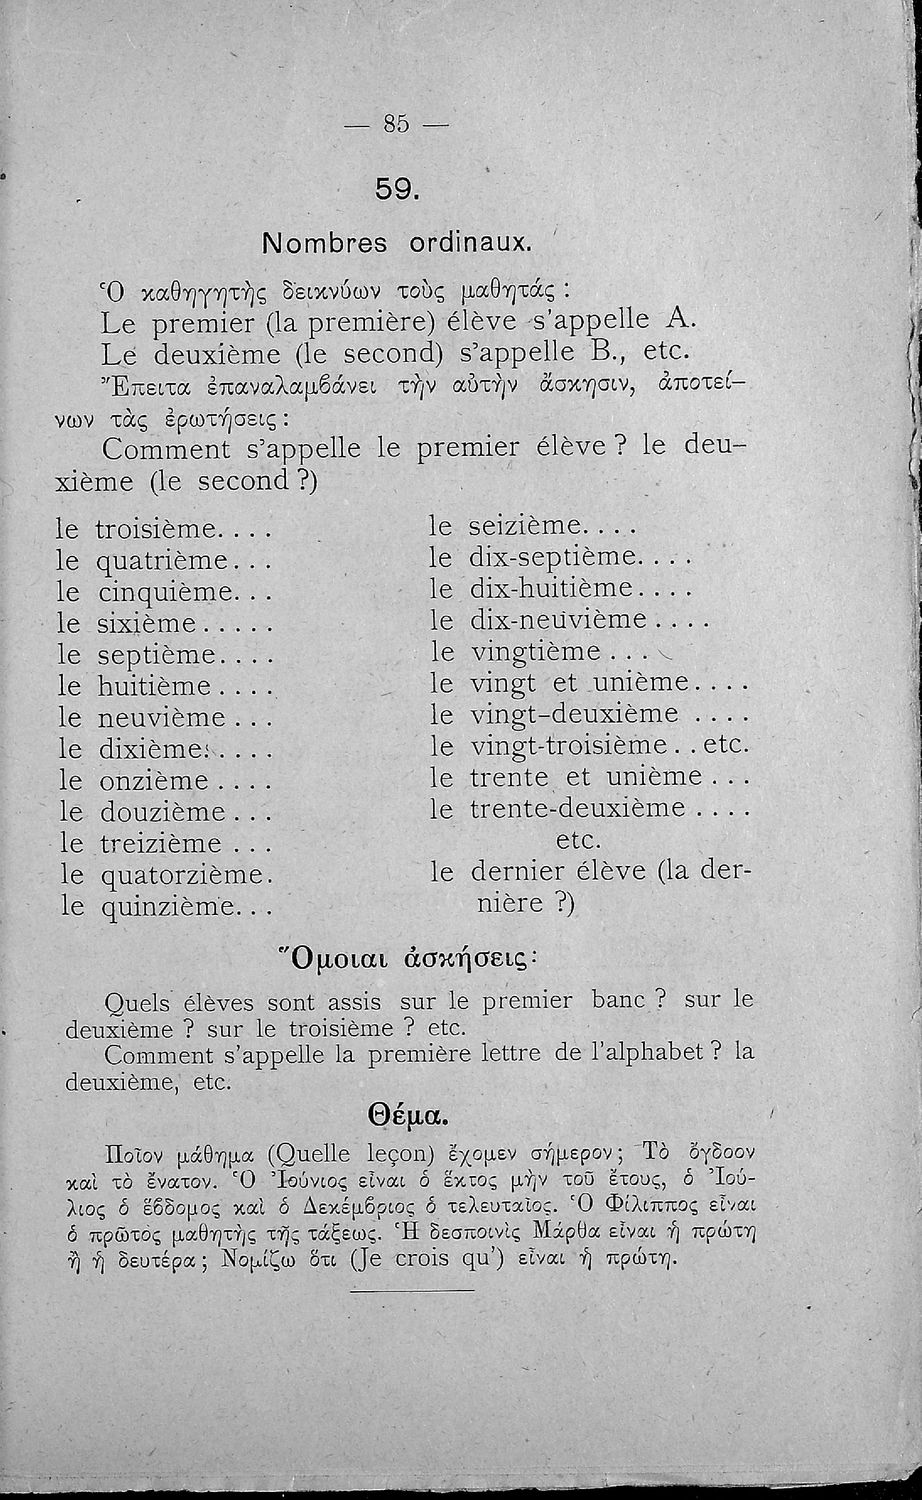 — 85 —
59.
Nombres ordinaux.
Ὁ καθηγητὴς δεικνύων τοὺς μαθητάς :
Le premier (la première) élève s'appelle A.
Le deuxième (le second) s'appelle B., etc.
Ἔπειτα ἐπαναλαμβάνει τὴν αὐτὴν ἄσκησιν, ἀποτεί-
νων τὰς ἐρωτήσεις :
Comment s'appelle le premier élève ? le deu-
xième (le second ?)
le troisième. . . .
le quatrième. . .
le cinquième. . .
le sixième . . . . .
le septième. . . .
le huitième . . . .
le neuvième . . .
le dixième. . . . .
le onzième . . . .
le douzième . . .
le treizième . . .
le quatorzième.
le quinzième. . .
le seizième. . . .
le dix-septième. . . .
le dix-huitième. . . .
le dix-neuvième . . . .
le vingtième . . .
le vingt et unième. . . .
le vingt-deuxième . . . .
le vingt-troisième . . etc.
le trente et unième . . .
le trente-deuxième . . . .
etc.
le dernier élève (la der-
nière ?)
Ὅμοιαι ἀσκήσεις:
Quels élèves sont assis sur le premier banc ? sur le
deuxième ? sur le troisième ? etc.
Comment s'appelle la première lettre de l'alphabet ? la
deuxième, etc.
Θέμα.
Ποῖον μάθημα (Quelle leçon) ἔχομεν σήμερον ; Τὸ ὄγδοον
καὶ τὸ ἔνατον. Ὁ Ἰούνιος εἶναι ὁ ἕκτος μὴν τοῦ ἔτους, ὁ Ἰού-
λιος ὁ ἕβδομος καὶ ὁ Δεκέμβριος ὁ τελευταῖος. Ὁ Φίλιππος εἶναι
ὁ πρῶτος μαθητὴς τῆς τάξεως. Ἡ δεσποινὶς Μάρθα εἶναι ἡ πρώτη
ἢ ἡ δευτέρα ; Νομίζω ὅτι (Je crois qu') εἶναι ἡ πρώτη.